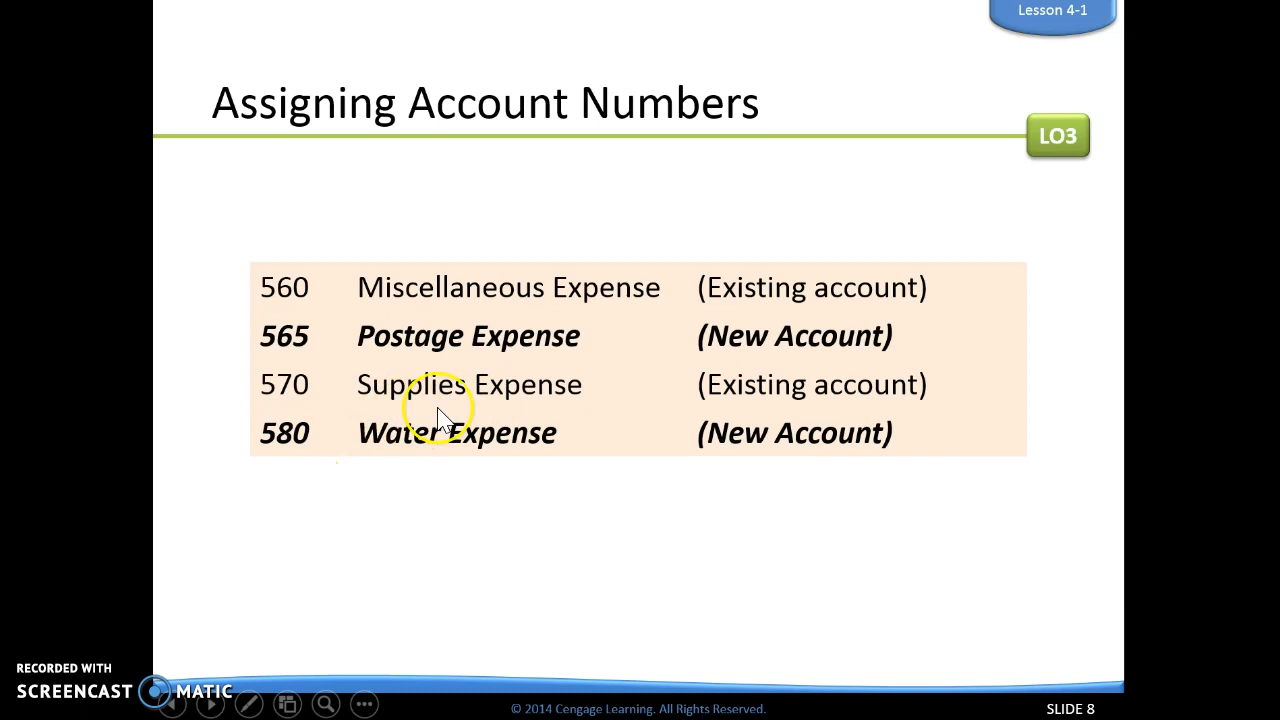 Lesson 4-1
Assigning Account Numbers
LO3
560 Miscellaneous Expense (Existing account)
565 Postage Expense (New Account)
570 Supplies Expense (Existing account)
580 Water Expense (New Account)
RECORDED WITH
SCREENCAST MATIC
© 2014 Cengage Learning. All Rights Reserved.
SLIDE 8